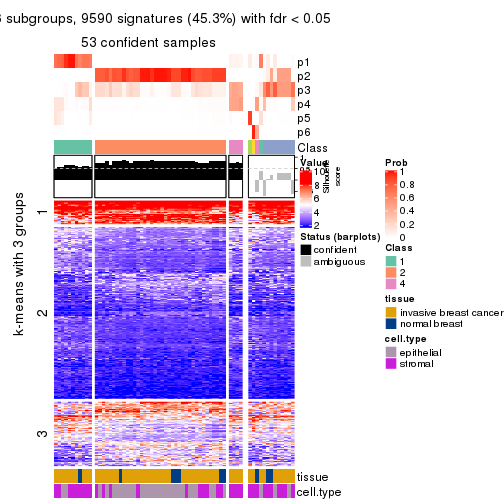 subgroups, 9590 signatures (45.3%) with fdr < 0.05
53 confident samples
p1
p2
p3
p4
p5
p6
Class
Silhouette
score
k-means with 3 groups
1
2
3
tissue
cell.type
Value
10
8
6
4
2
Status (barplots)
confident
ambiguous
Prob
1
0.8
0.6
0.4
0.2
0
Class
1
2
4
tissue
invasive breast cancer
normal breast
cell.type
epithelial
stromal